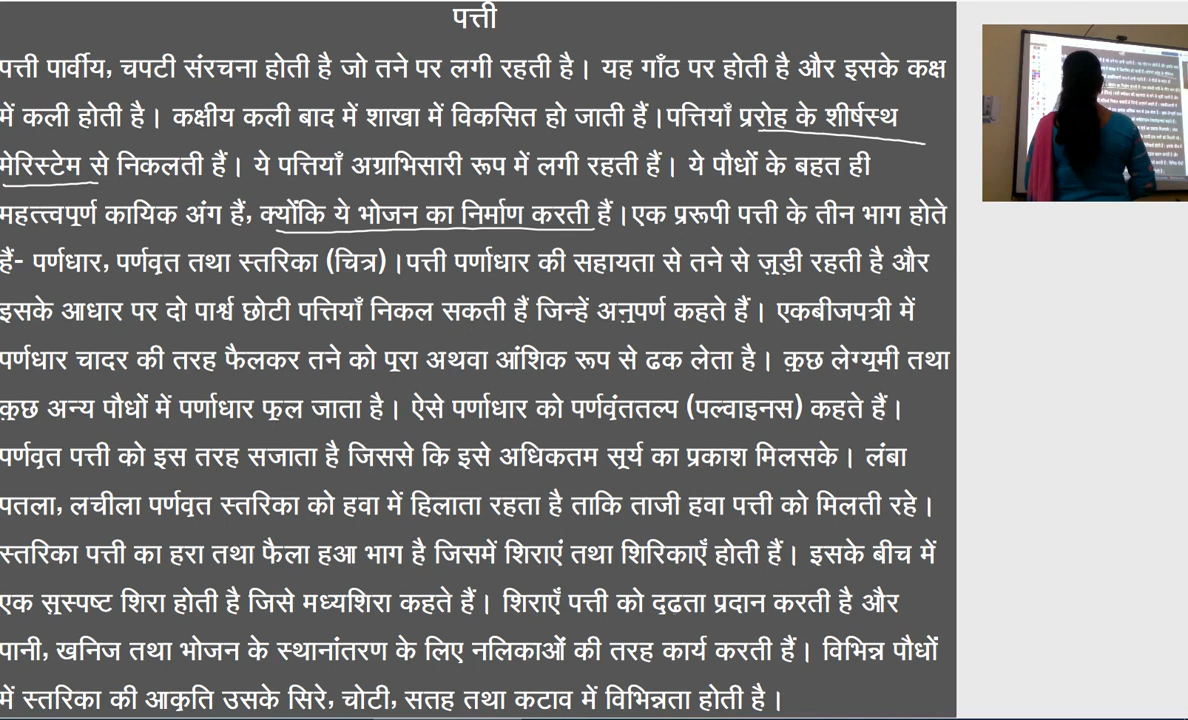 पत्ती
पत्ती पार्वीय, चपटी संरचना होती है जो तने पर लगी रहती है। यह गाँठ पर होती है और इसके कक्ष
में कली होती है। कक्षीय कली बाद में शाखा में विकसित हो जाती हैं।पत्तियाँ प्ररोह के शीर्षस्थ
मेरिस्टेम से निकलती हैं। ये पत्तियाँ अग्राभिसारी रूप में लगी रहती हैं। ये पौधों के बहत ही
महत्त्वपूर्ण कायिक अंग हैं, क्योंकि ये भोजन का निर्माण करती हैं।एक प्ररूपी पत्ती के तीन भाग होते
हैं- पर्णधार, पर्णवृत तथा स्तरिका (चित्र)।पत्ती पर्णाधार की सहायता से तने से जुड़ी रहती है और
इसके आधार पर दो पार्श्व छोटी पत्तियाँ निकल सकती हैं जिन्हें अनुपर्ण कहते हैं। एकबीजपत्री में
पर्णधार चादर की तरह फैलकर तने को पूरा अथवा आंशिक रूप से ढक लेता है। कुछ लेग्यूमी तथा
कुछ अन्य पौधों में पर्णाधार फूल जाता है। ऐसे पर्णाधार को पर्णवृंततल्प (पल्वाइनस) कहते हैं।
पर्णवृत पत्ती को इस तरह सजाता है जिससे कि इसे अधिकतम सूर्य का प्रकाश मिलसके। लंबा
पतला, लचीला पर्णवृत स्तरिका को हवा में हिलाता रहता है ताकि ताजी हवा पत्ती को मिलती रहे।
स्तरिका पत्ती का हरा तथा फैला हआ भाग है जिसमें शिराएं तथा शिरिकाएँ होती हैं। इसके बीच में
एक सुस्पष्ट शिरा होती है जिसे मध्यशिरा कहते हैं। शिराएँ पत्ती को दृढता प्रदान करती है और
पानी, खनिज तथा भोजन के स्थानांतरण के लिए नलिकाओं की तरह कार्य करती हैं। विभिन्न पौधों
में स्तरिका की आकृति उसके सिरे, चोटी, सतह तथा कटाव में विभिन्नता होती है।